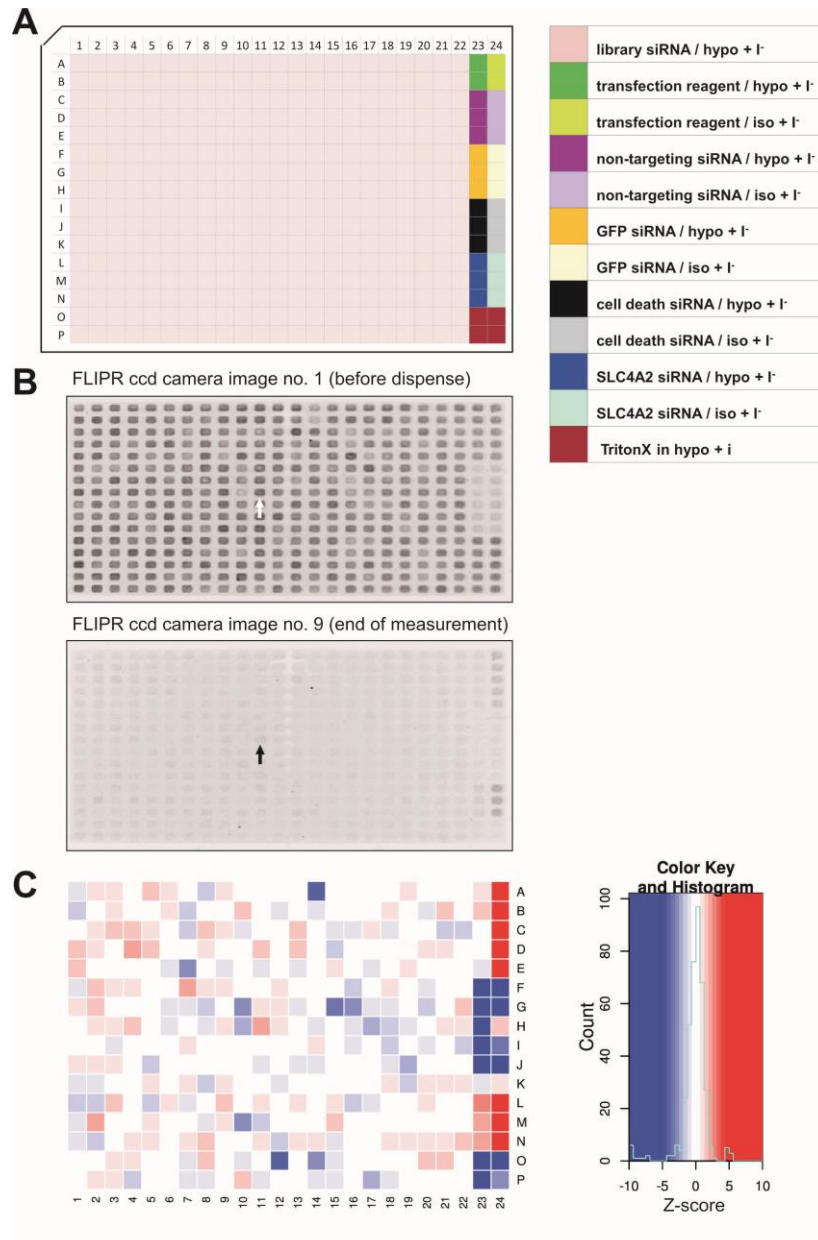 A
1 2 3 4 5 6 7 8 9 10 11 12 13 14 15 16 17 18 19 20 21 22 23 24
A
B
C
D
E
F
G
H
I
J
K
L
M
N
O
P
library siRNA / hypo + I-
transfection reagent / hypo + I-
transfection reagent / iso + I-
non-targeting siRNA / hypo + I-
non-targeting siRNA / iso + I-
GFP siRNA / hypo + I-
GFP siRNA / iso + I-
cell death siRNA / hypo + I-
cell death siRNA / iso + I-
SLC4A2 siRNA / hypo + I-
SLC4A2 siRNA / iso + I-
TritonX in hypo + i
B
FLIPR ccd camera image no. 1 (before dispense)
FLIPR ccd camera image no. 9 (end of measurement)
C
A
B
C
D
E
F
G
H
I
J
K
L
M
N
O
P
1 2 3 4 5 6 7 8 9 10 11 12 13 14 15 16 17 18 19 20 21 22 23 24
Color Key
and Histogram
Count
0 20 40 60 80 100
-10 -5 0 5 10
Z-score